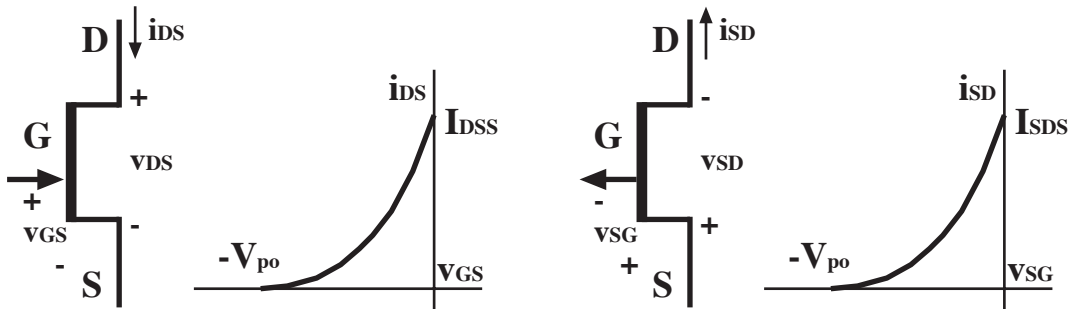 D
iDS
+
G
vDS
+
vGS
-
-
S
iDS
IDSS
-Vpo
vGS
D
iSD
-
G
vSD
-
vSG
+
+
S
iSD
ISDS
-Vpo
vSG